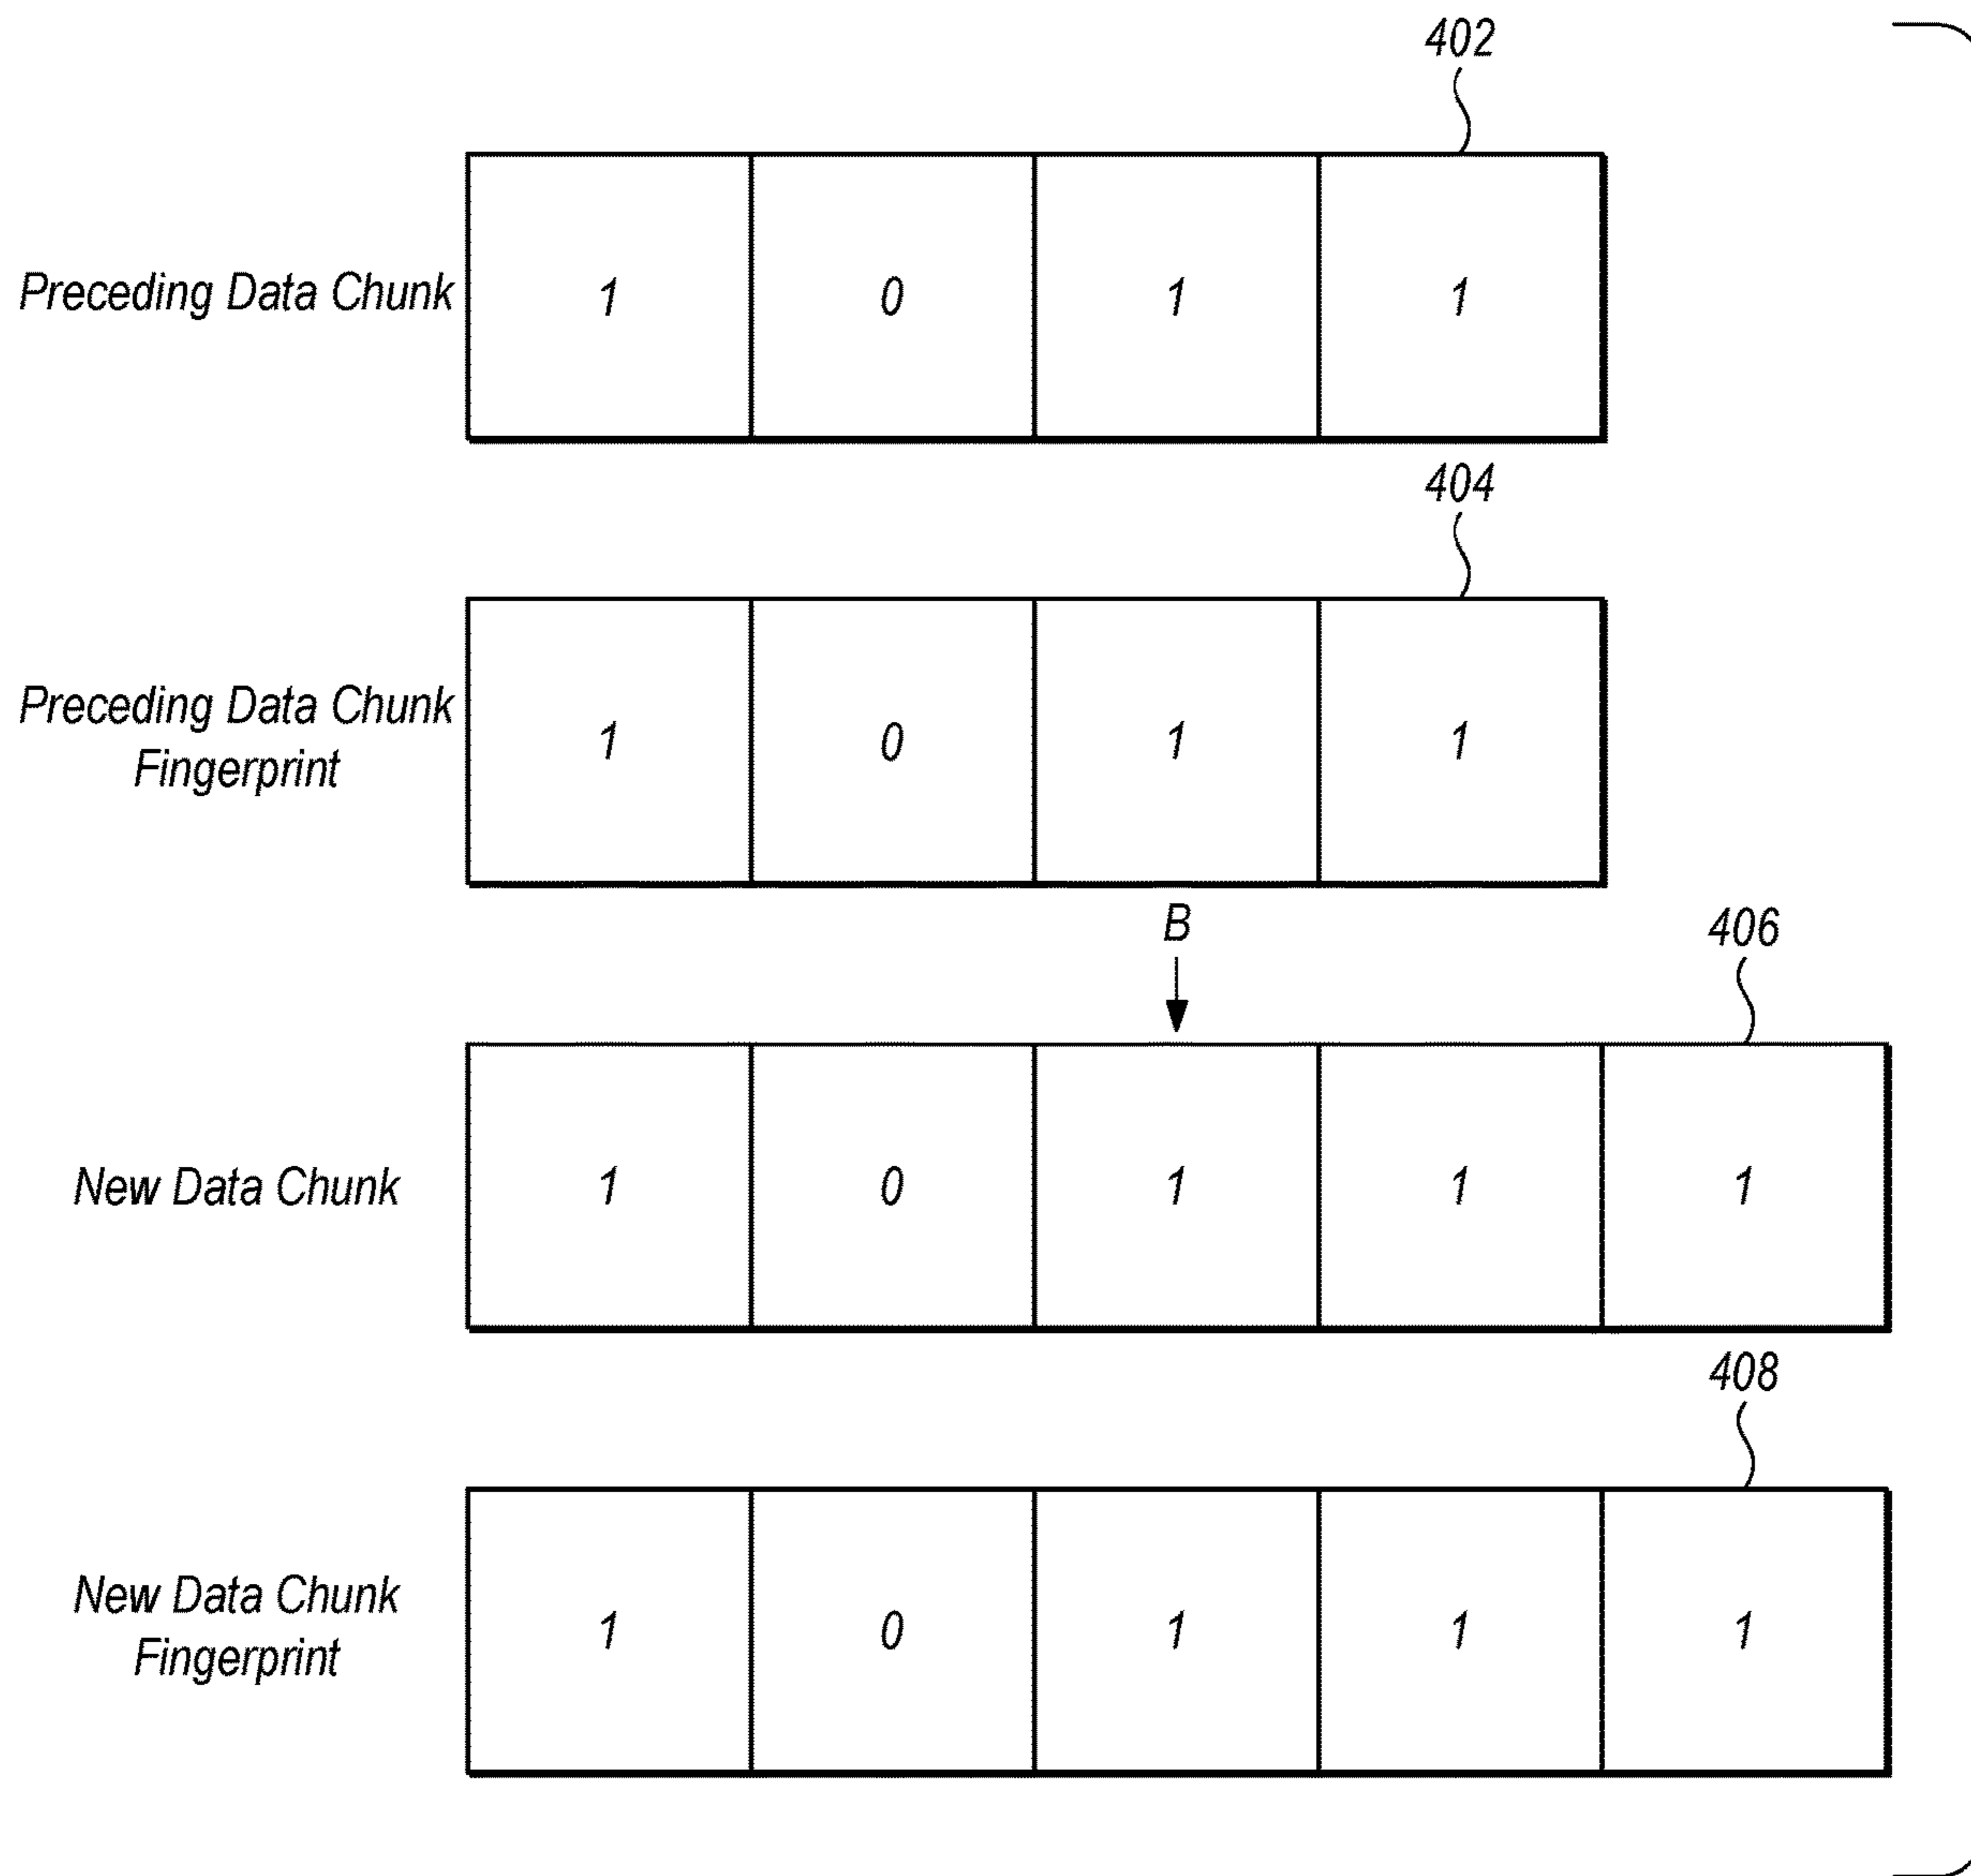 402
Preceding Data Chunk 1 0 1 1
404
Preceding Data Chunk
Fingerprint
1 0 1 1
B
406
New Data Chunk 1 0 1 1 1
408
New Data Chunk
Fingerprint
1 0 1 1 1